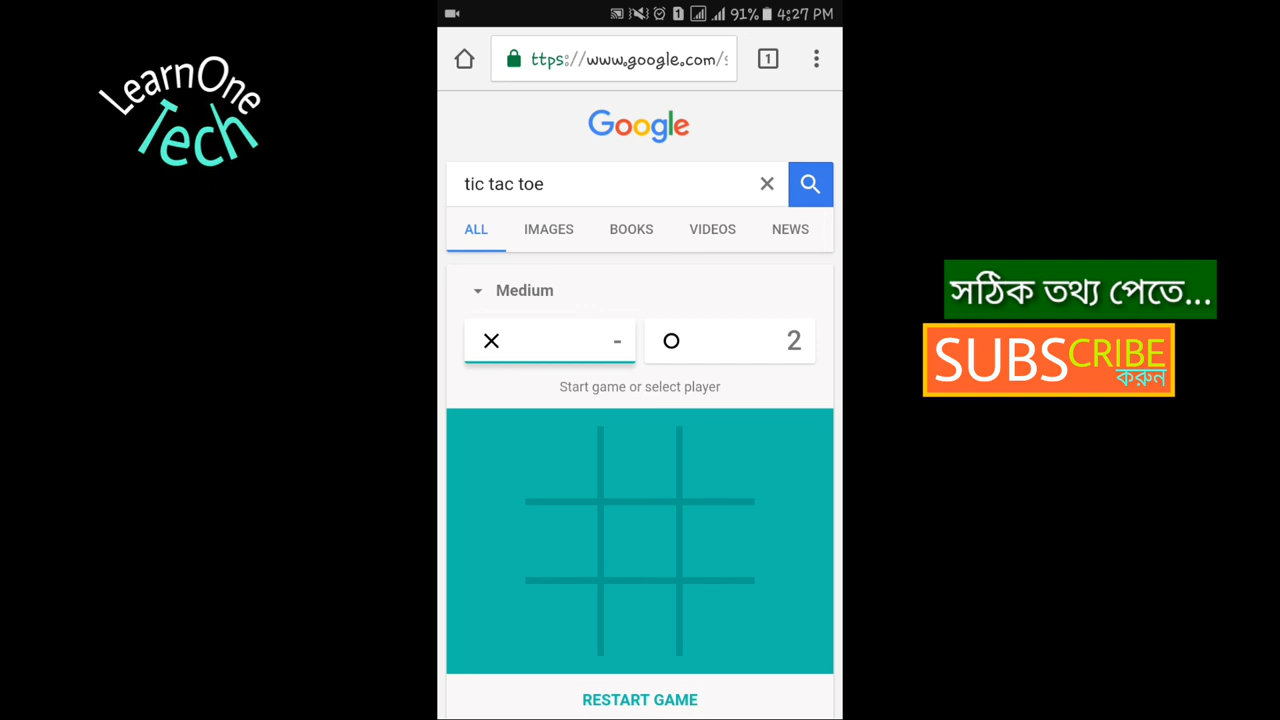 LearnOne
Tech
91% 4:27 PM
ttps://www.google.com/s
1
Google
tic tac toe
ALL IMAGES BOOKS VIDEOS NEWS
Medium
X - O 2
Start game or select player
RESTART GAME
সঠিক তথ্য পেতে...
SUBSCRIBE
করুন